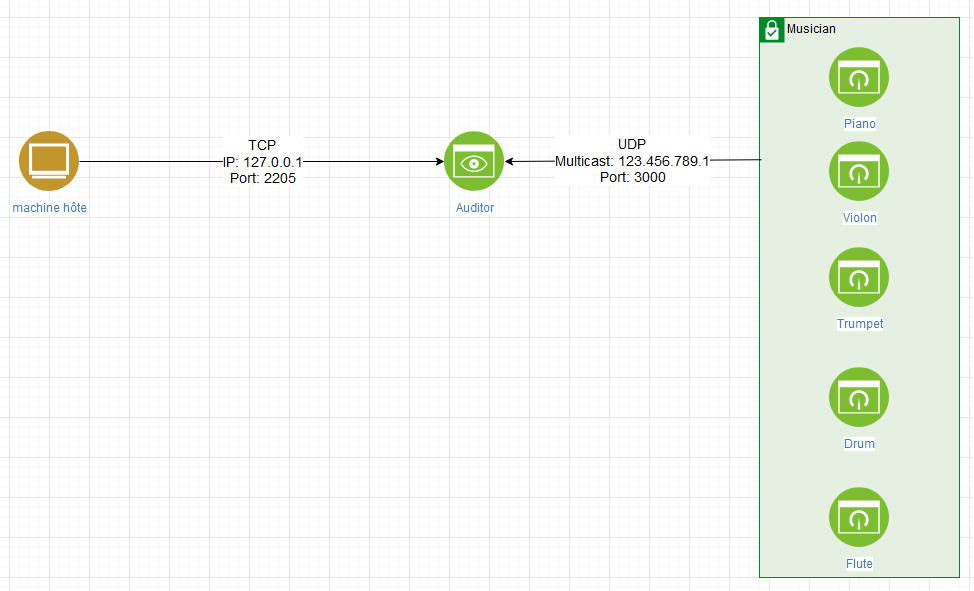 Musician
Piano
TCP
IP: 127.0.0.1
Port: 2205
UDP
Multicast: 123.456.789.1
Port: 3000
machine hôte
Auditor
Violon
Trumpet
Drum
Flute